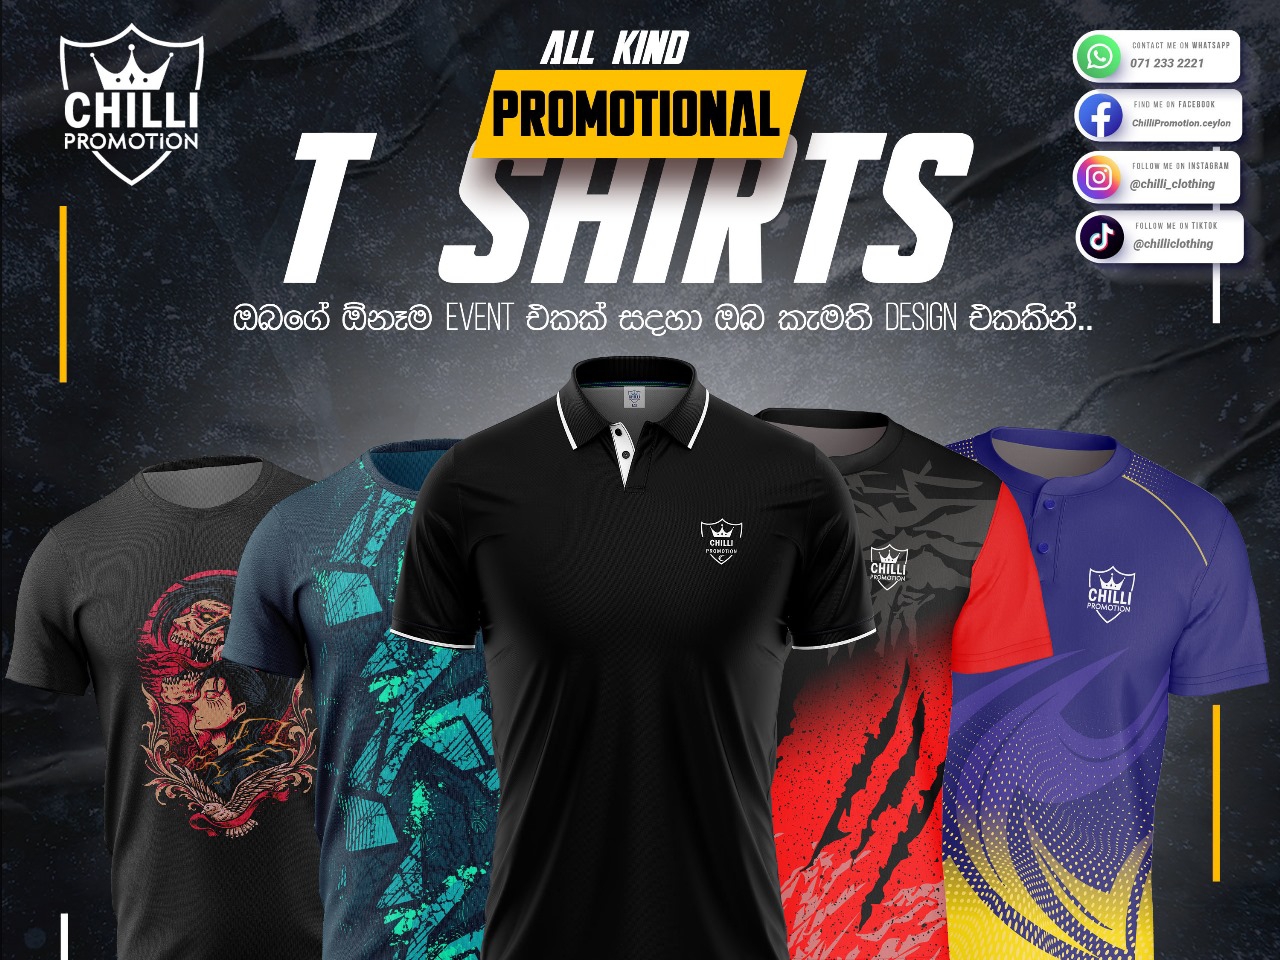 CHILLI
PROMOTION
ALL KIND
PROMOTIONAL
T SHIRTS
ඔබගේ ඕනෑම EVENT එකක් සඳහා ඔබ කැමති DESIGN එකකින්..
CONTACT ME ON WHATSAPP
071 233 2221
FIND ME ON FACEBOOK
ChilliPromotion.ceylon
FOLLOW ME ON INSTAGRAM
@chilli_clothing
FOLLOW ME ON TIKTOK
@chilliclothing
CHILLI
PROMOTION
CHILLI
PROMOTION
CHILLI
PROMOTION